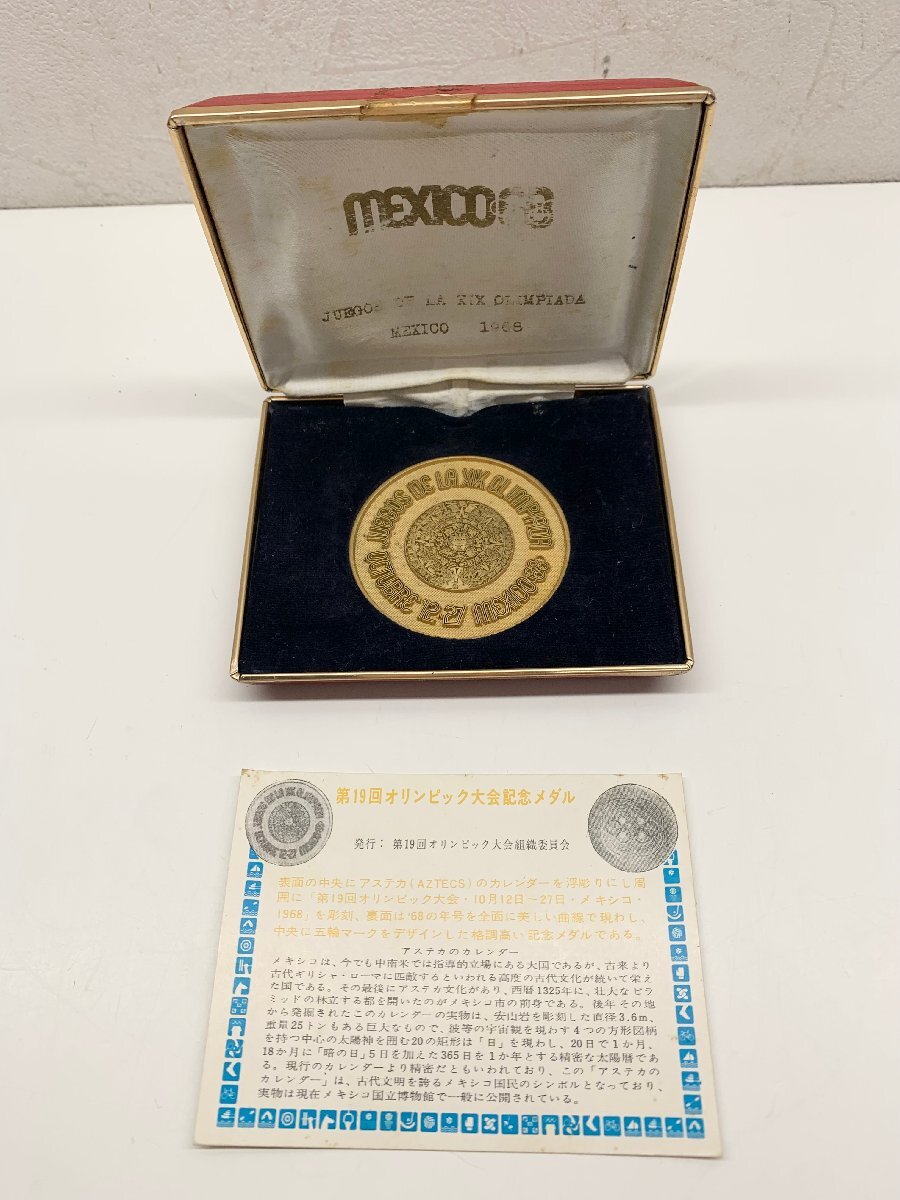 MEXICO68
JUEGOS DE LA XIX OLIMPIADA
MEXICO 1968
JUEGOS DE LA XIX OLIMPIADA
OCTUBRE 12-27 MEXICO 68
第19回オリンピック大会記念メダル
発行：第19回オリンピック大会組織委員会
表面の中央にアステカ(AZTECS)のカレンダーを浮彫りにし周
囲に「第19回オリンピック大会・10月12日〜27日・メキシコ・
1968」を彫刻、裏面は'68の年号を全面に美しい曲線で現わし、
中央に五輪マークをデザインした格調高い記念メダルである。
アステカのカレンダー
メキシコは、今でも中南米では指導的立場にある大国であるが、古来より
古代ギリシャ・ローマに匹敵するといわれる高度の古代文化が続いて栄え
た国である。その最後にアステカ文化があり、西暦1325年に、壮大なピラ
ミッドの林立する都を開いたのがメキシコ市の前身である。後年その地
から発掘されたこのカレンダーの実物は、安山岩を彫刻した直径3.6m、
重量25トンもある巨大なもので、彼等の宇宙観を現わす4つの方形図柄
を持つ中心の太陽神を囲む20の矩形は「日」を現わし、20日で1か月、
18か月に「暗の日」5日を加えた365日を1か年とする精密な太陽暦であ
る。現行のカレンダーより精密だともいわれており、この「アステカの
カレンダー」は、古代文明を誇るメキシコ国民のシンボルとなっており、
実物は現在メキシコ国立博物館で一般に公開されている。